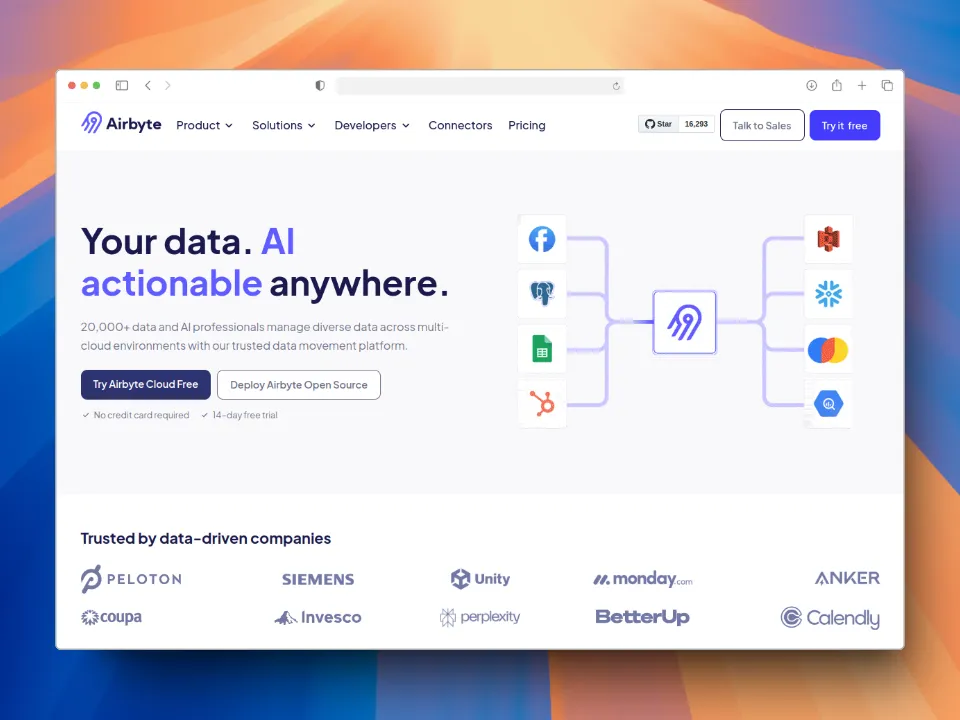 Airbyte
Product
Solutions
Developers
Connectors
Pricing
Star
16,293
Talk to Sales
Try it free
Your data. AI
actionable anywhere.
20,000+ data and AI professionals manage diverse data across multi-
cloud environments with our trusted data movement platform.
Try Airbyte Cloud Free
Deploy Airbyte Open Source
No credit card required
14-day free trial
Trusted by data-driven companies
PELOTON
SIEMENS
Unity
monday.com
ANKER
coupa
Invesco
perplexity
BetterUp
Calendly